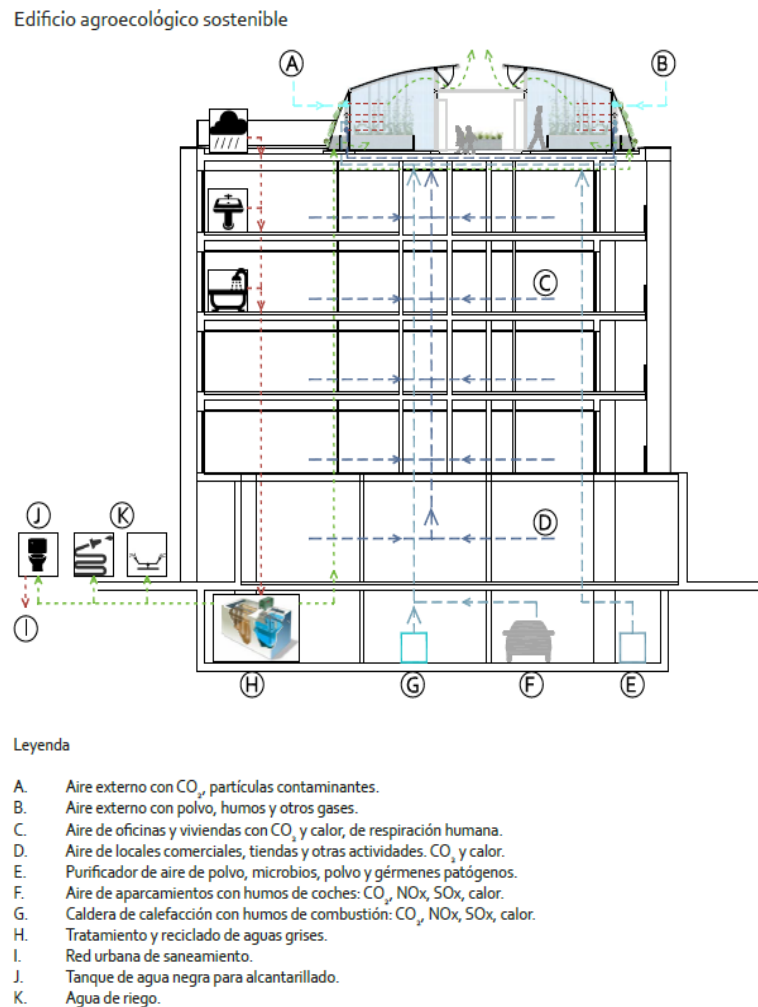 Edificio agroecológico sostenible
A
B
C
J
K
D
I
H
G
F
E
Leyenda
A. Aire externo con CO₂, partículas contaminantes.
B. Aire externo con polvo, humos y otros gases.
C. Aire de oficinas y viviendas con CO₂ y calor, de respiración humana.
D. Aire de locales comerciales, tiendas y otras actividades. CO₂ y calor.
E. Purificador de aire de polvo, microbios, polvo y gérmenes patógenos.
F. Aire de aparcamientos con humos de coches: CO₂, NOx, SOx, calor.
G. Caldera de calefacción con humos de combustión: CO₂, NOx, SOx, calor.
H. Tratamiento y reciclado de aguas grises.
I. Red urbana de saneamiento.
J. Tanque de agua negra para alcantarillado.
K. Agua de riego.